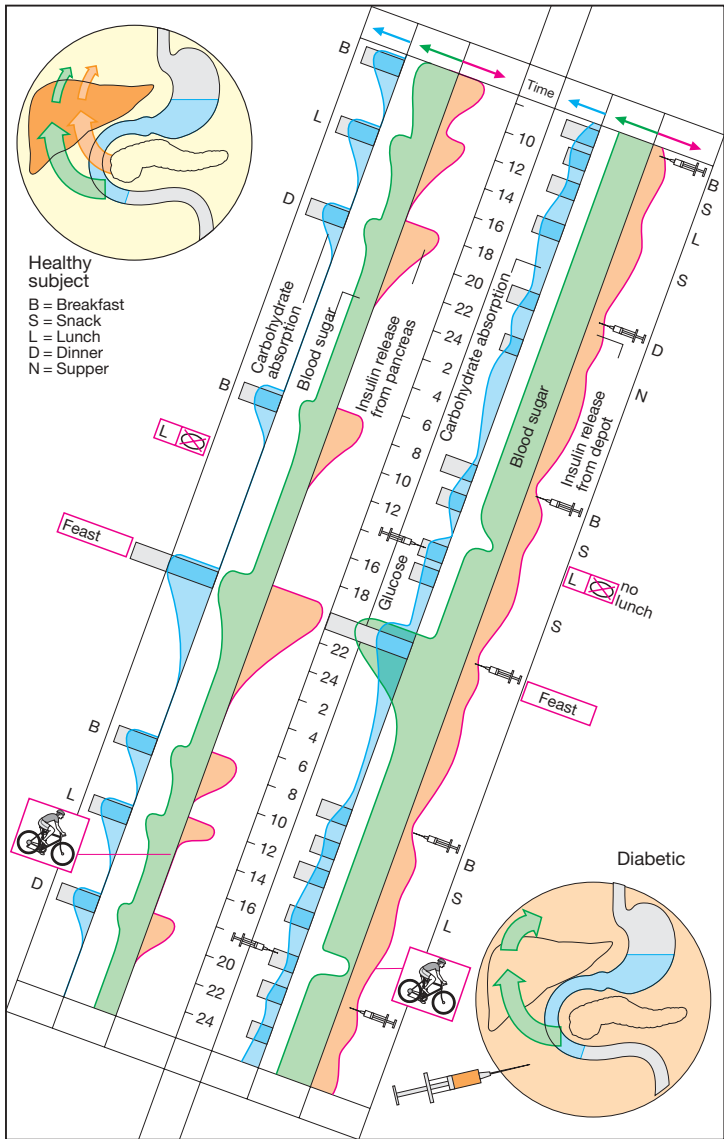 B
L
D
Healthy
subject
B = Breakfast
S = Snack
L = Lunch
D = Dinner
N = Supper
Carbohydrate
absorption
Blood sugar
Insulin release
from pancreas
B
L
Feast
B
L
D
Time
10
12
14
16
18
20
22
24
2
4
6
8
10
12
16
18
22
24
2
4
6
8
10
12
14
16
20
22
24
Carbohydrate absorption
Glucose
Blood sugar
Insulin release
from depot
B
S
L
S
D
N
B
S
L
no
lunch
S
Feast
B
S
L
Diabetic